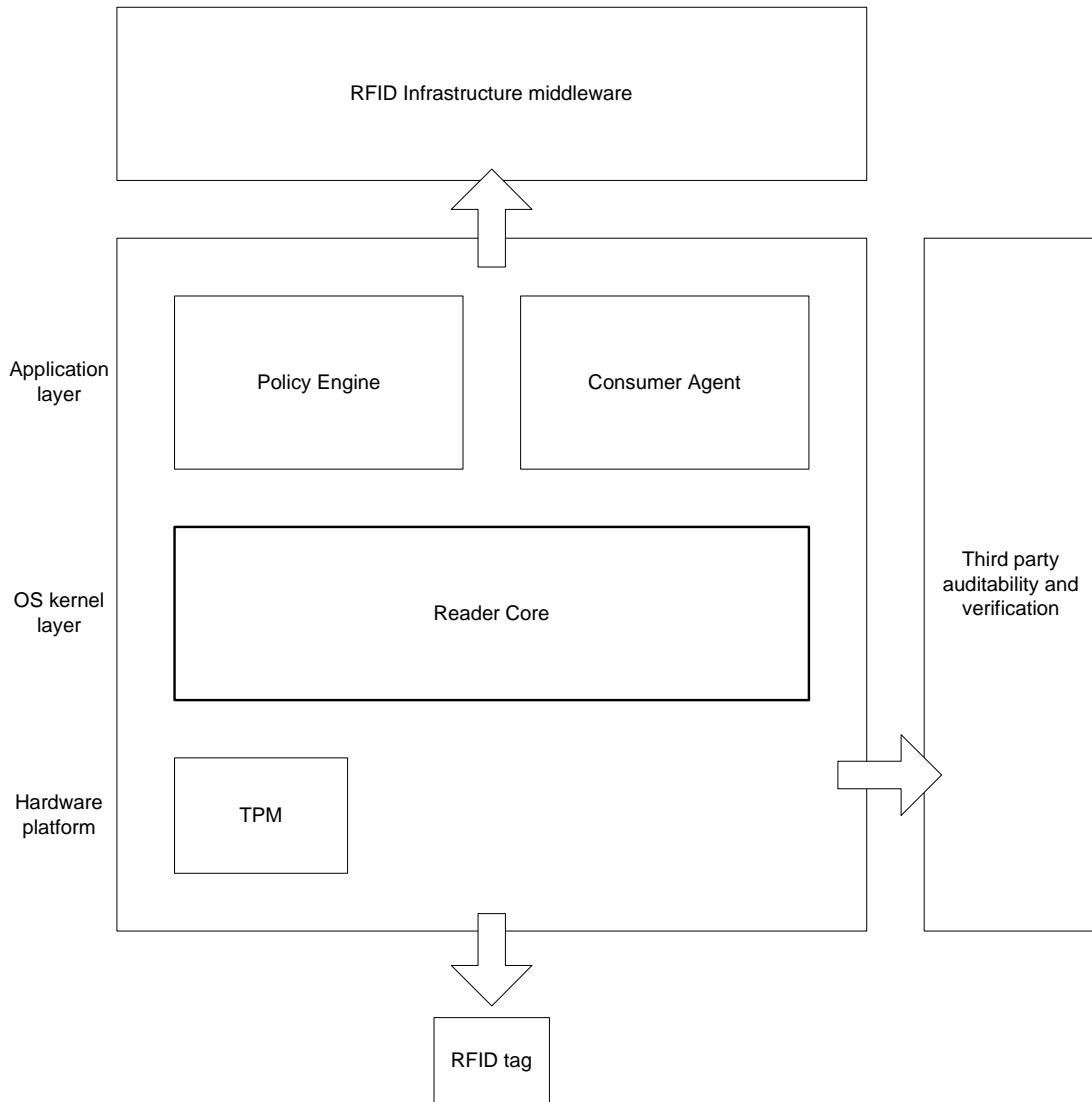 RFID Infrastructure middleware
Application
layer
Policy Engine
Consumer Agent
OS kernel
layer
Reader Core
Third party
auditability and
verification
Hardware
platform
TPM
RFID tag